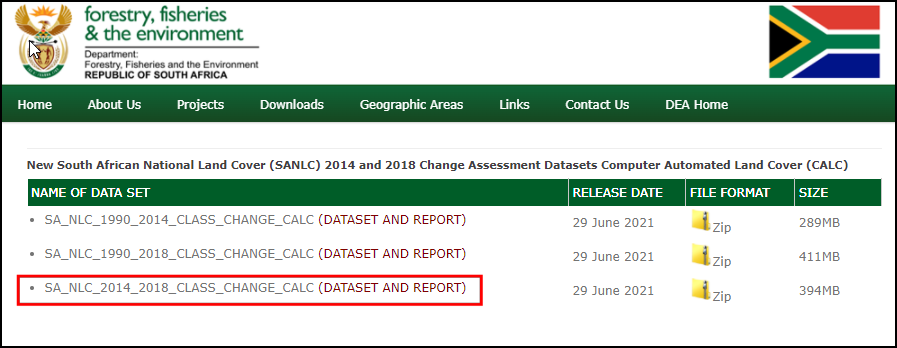 forestry, fisheries
& the environment
Department:
Forestry, Fisheries and the Environment
REPUBLIC OF SOUTH AFRICA
Home About Us Projects Downloads Geographic Areas Links Contact Us DEA Home
New South African National Land Cover (SANLC) 2014 and 2018 Change Assessment Datasets Computer Automated Land Cover (CALC)
NAME OF DATA SET RELEASE DATE FILE FORMAT SIZE
SA_NLC_1990_2014_CLASS_CHANGE_CALC (DATASET AND REPORT) 29 June 2021 Zip 289MB
SA_NLC_1990_2018_CLASS_CHANGE_CALC (DATASET AND REPORT) 29 June 2021 Zip 411MB
SA_NLC_2014_2018_CLASS_CHANGE_CALC (DATASET AND REPORT) 29 June 2021 Zip 394MB